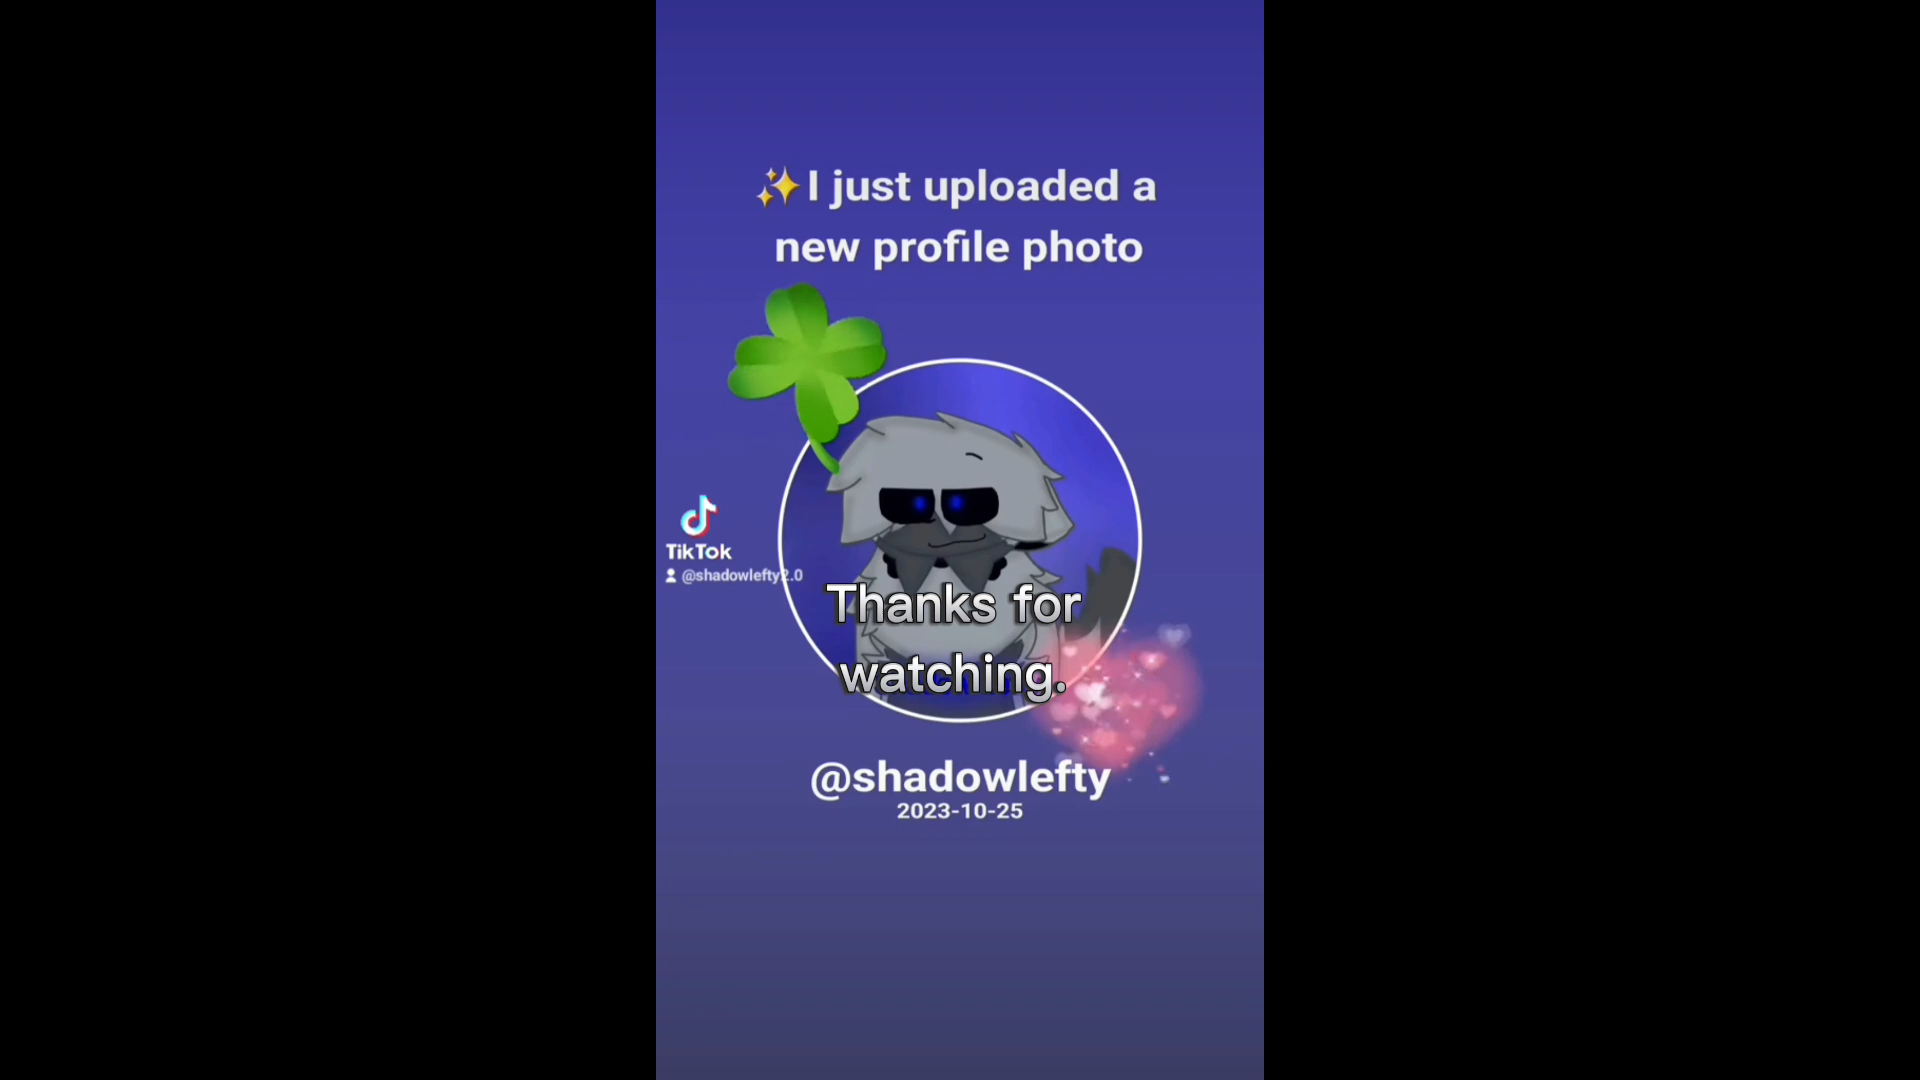 ✨I just uploaded a
new profile photo
TikTok
@shadowlefty2.0
Thanks for
watching.
@shadowlefty
2023-10-25